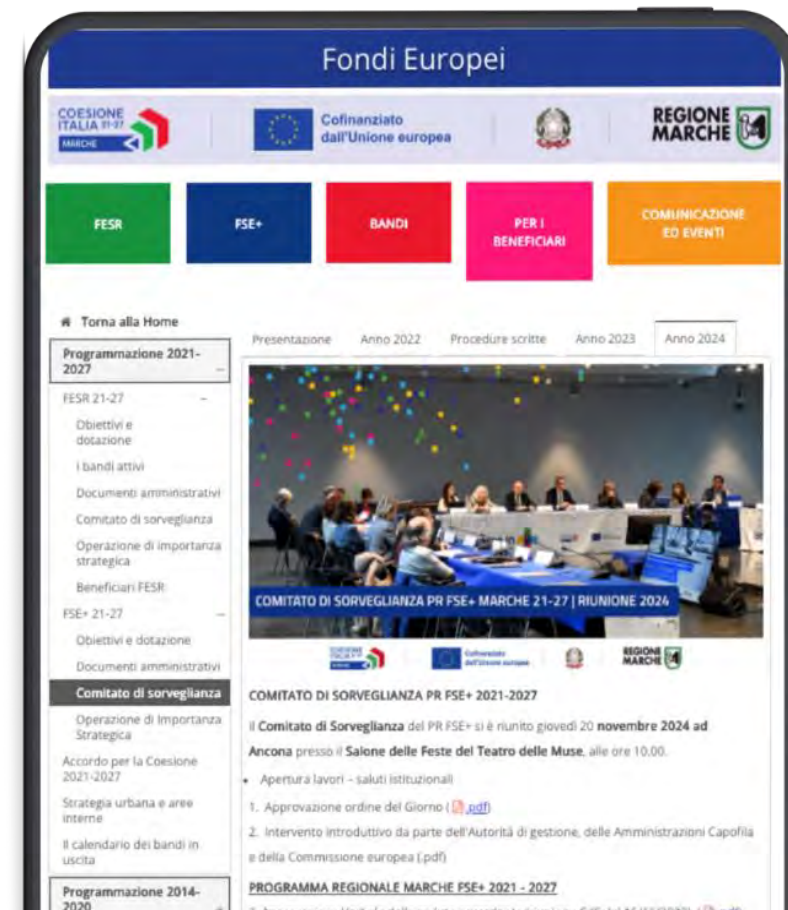 Fondi Europei
COESIONE
ITALIA 21-27
MARCHE
Cofinanziato
dall'Unione europea
REGIONE
MARCHE
FESR
FSE+
BANDI
PER I
BENEFICIARI
COMUNICAZIONE
ED EVENTI
Torna alla Home
Programmazione 2021-
2027
FESR 21-27
Obiettivi e
dotazione
I bandi attivi
Documenti amministrativi
Comitato di sorveglianza
Operazione di importanza
strategica
Beneficiari FESR
FSE+ 21-27
Obiettivi e dotazione
Documenti amministrativi
Comitato di sorveglianza
Operazione di Importanza
Strategica
Accordo per la Coesione
2021-2027
Strategia urbana e aree
interne
Il calendario dei bandi in
uscita
Programmazione 2014-
2020
Presentazione
Anno 2022
Procedure scritte
Anno 2023
Anno 2024
COMITATO DI SORVEGLIANZA PR FSE+ MARCHE 21-27 | RIUNIONE 2024
COESIONE
Cofinanziato
dall'Unione europea
REGIONE
MARCHE
COMITATO DI SORVEGLIANZA PR FSE+ 2021-2027
Il Comitato di Sorveglianza del PR FSE+ si è riunito giovedì 20 novembre 2024 ad
Ancona presso il Salone delle Feste del Teatro delle Muse, alle ore 10.00.
• Apertura lavori – saluti istituzionali
1. Approvazione ordine del Giorno ( .pdf)
2. Intervento introduttivo da parte dell'Autorità di gestione, delle Amministrazioni Capofila
e della Commissione europea (.pdf)
PROGRAMMA REGIONALE MARCHE FSE+ 2021 - 2027